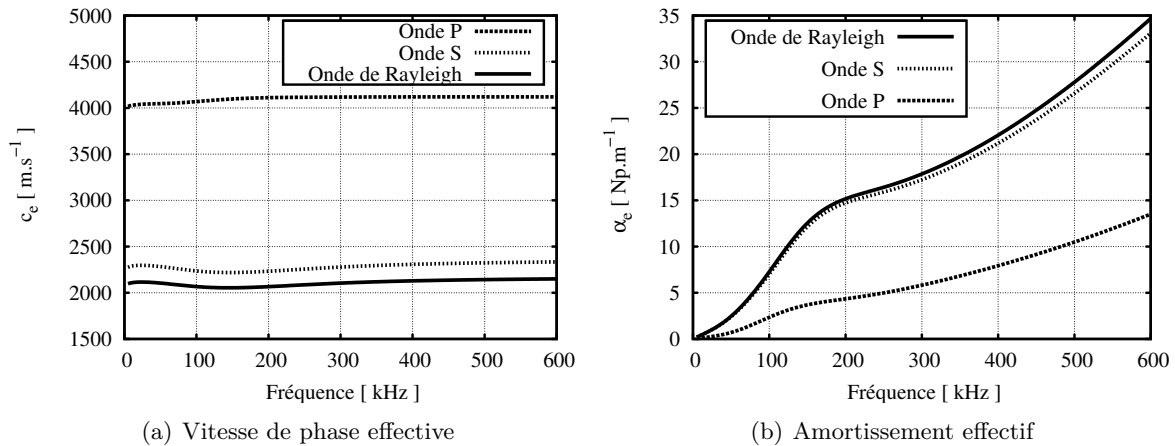 5000
4500
4000
3500
3000
2500
2000
1500
c_e [ m.s^−1 ]
Onde P
Onde S
Onde de Rayleigh
0 100 200 300 400 500 600
Fréquence [ kHz ]
(a) Vitesse de phase effective
35
30
25
20
15
10
5
0
α_e [ Np.m^−1 ]
Onde de Rayleigh
Onde S
Onde P
0 100 200 300 400 500 600
Fréquence [ kHz ]
(b) Amortissement effectif